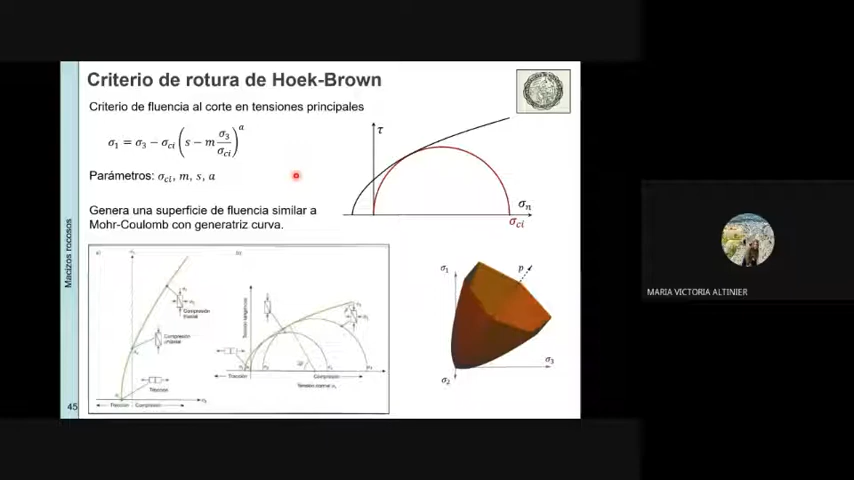 Criterio de rotura de Hoek-Brown
Criterio de fluencia al corte en tensiones principales
σ₁ = σ₃ − σci (s − m σ₃/σci)^a
Parámetros: σci, m, s, a
Genera una superficie de fluencia similar a
Mohr-Coulomb con generatriz curva.
τ
σn
σci
a)
b)
Compresión
triaxial
Compresión
uniaxial
Tracción
Tracción
Compresión
Tracción
Compresión
Tensión normal
σ₁
p
σ₃
σ₂
Macizos rocosos
45
MARIA VICTORIA ALTINIER